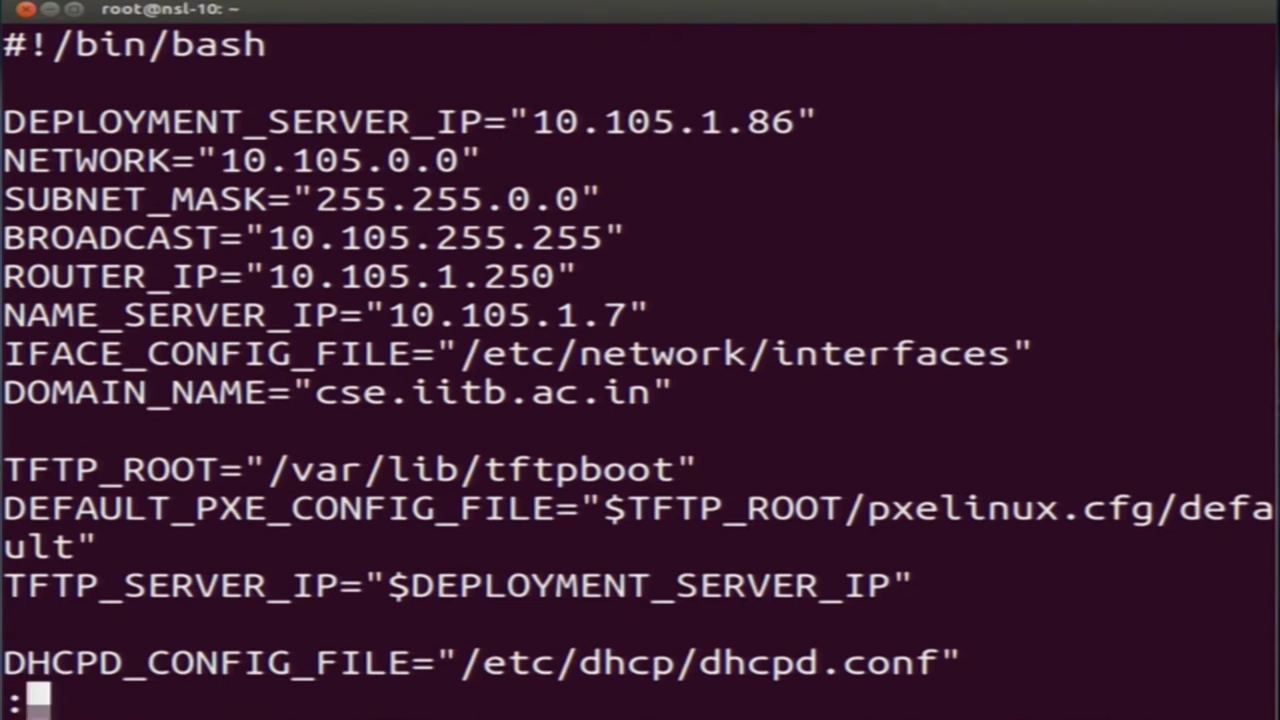 root@nsl-10: ~
#!/bin/bash
DEPLOYMENT_SERVER_IP="10.105.1.86"
NETWORK="10.105.0.0"
SUBNET_MASK="255.255.0.0"
BROADCAST="10.105.255.255"
ROUTER_IP="10.105.1.250"
NAME_SERVER_IP="10.105.1.7"
IFACE_CONFIG_FILE="/etc/network/interfaces"
DOMAIN_NAME="cse.iitb.ac.in"
TFTP_ROOT="/var/lib/tftpboot"
DEFAULT_PXE_CONFIG_FILE="$TFTP_ROOT/pxelinux.cfg/defa
ult"
TFTP_SERVER_IP="$DEPLOYMENT_SERVER_IP"
DHCPD_CONFIG_FILE="/etc/dhcp/dhcpd.conf"
: